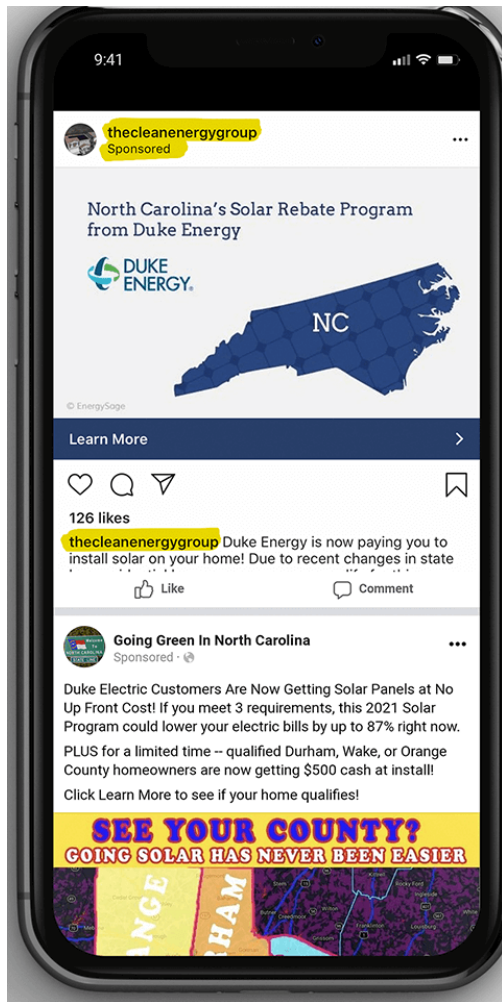 9:41
thecleanenergygroup
Sponsored
North Carolina's Solar Rebate Program
from Duke Energy
DUKE
ENERGY®
NC
© EnergySage
Learn More
126 likes
thecleanenergygroup Duke Energy is now paying you to
install solar on your home! Due to recent changes in state
Like
Comment
Going Green In North Carolina
Sponsored ·
Duke Electric Customers Are Now Getting Solar Panels at No
Up Front Cost! If you meet 3 requirements, this 2021 Solar
Program could lower your electric bills by up to 87% right now.
PLUS for a limited time -- qualified Durham, Wake, or Orange
County homeowners are now getting $500 cash at install!
Click Learn More to see if your home qualifies!
SEE YOUR COUNTY?
GOING SOLAR HAS NEVER BEEN EASIER
ANGE
HAM
Rocky Ford
Franklinton
Louisburg